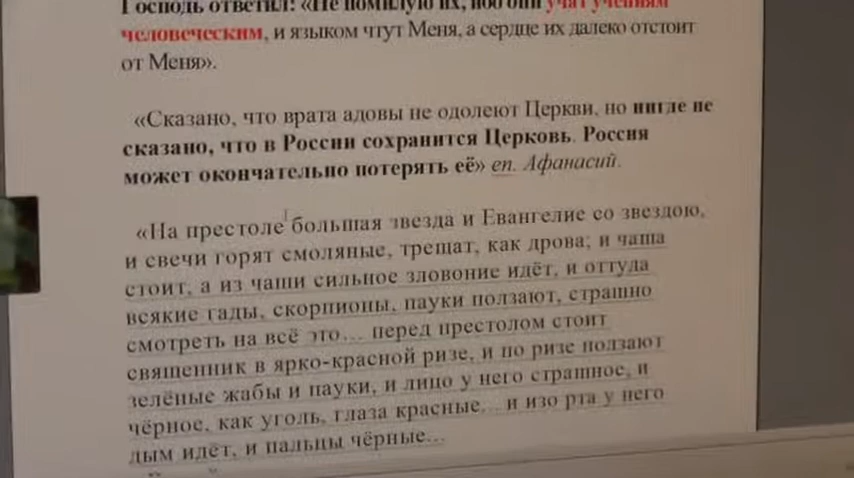 Господь ответил: «Не помилую их, ибо они учат учениям
человеческим, и языком чтут Меня, а сердце их далеко отстоит
от Меня».
«Сказано, что врата адовы не одолеют Церкви, но нигде не
сказано, что в России сохранится Церковь. Россия
может окончательно потерять её» еп. Афанасий.
«На престоле большая звезда и Евангелие со звездою,
и свечи горят смоляные, трещат, как дрова; и чаша
стоит, а из чаши сильное зловоние идёт, и оттуда
всякие гады, скорпионы, пауки ползают, страшно
смотреть на всё это... перед престолом стоит
священник в ярко-красной ризе, и по ризе ползают
зелёные жабы и пауки, и лицо у него страшное, и
чёрное, как уголь, глаза красные... и изо рта у него
дым идёт, и пальцы чёрные...